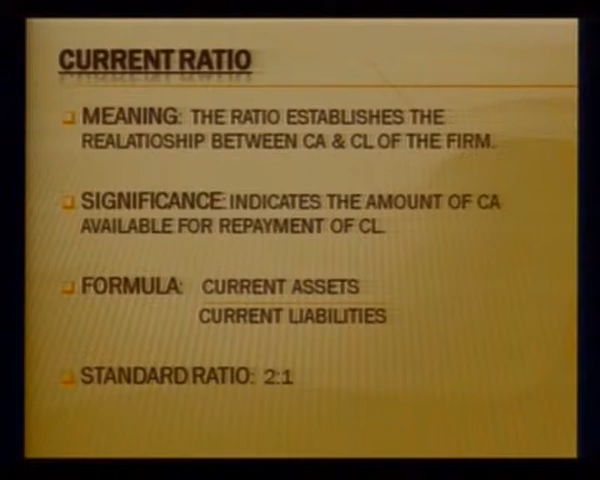 CURRENT RATIO
MEANING: THE RATIO ESTABLISHES THE
REALATIOSHIP BETWEEN CA & CL OF THE FIRM.
SIGNIFICANCE: INDICATES THE AMOUNT OF CA
AVAILABLE FOR REPAYMENT OF CL.
FORMULA: CURRENT ASSETS
CURRENT LIABILITIES
STANDARD RATIO: 2:1